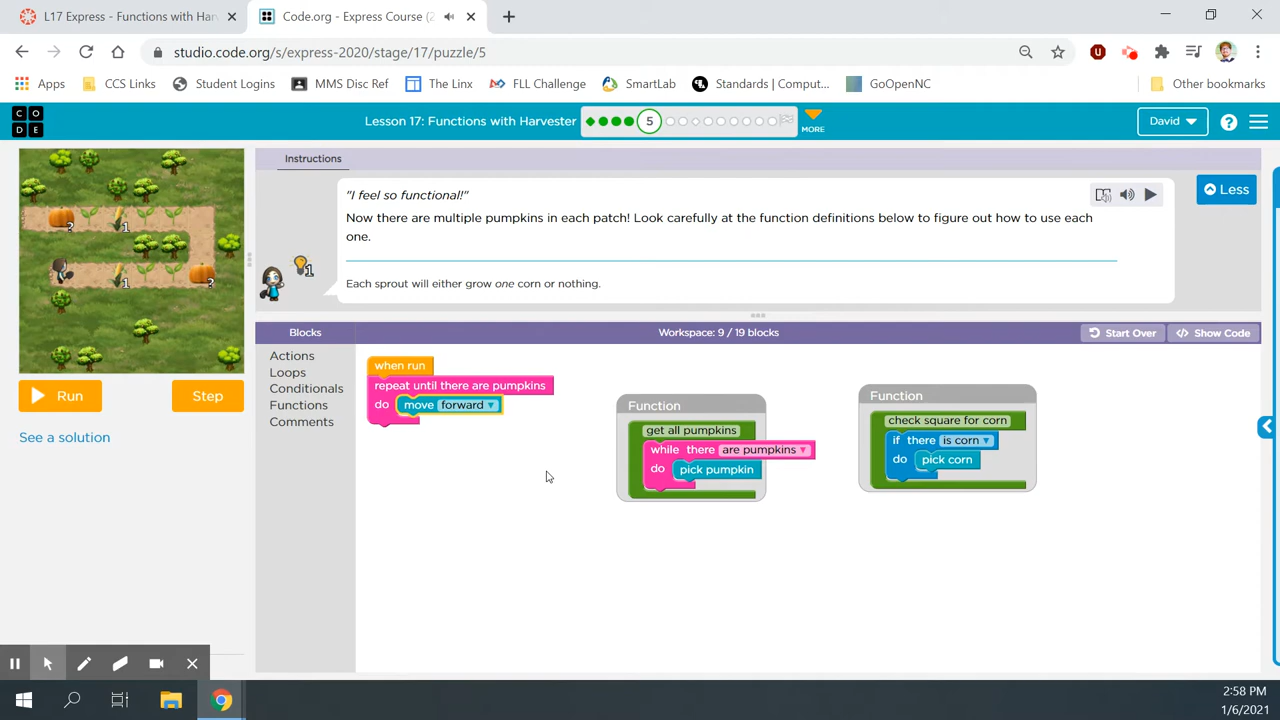 L17 Express - Functions with Har
Code.org - Express Course (2
studio.code.org/s/express-2020/stage/17/puzzle/5
Apps
CCS Links
Student Logins
MMS Disc Ref
The Linx
FLL Challenge
SmartLab
Standards | Comput...
GoOpenNC
Other bookmarks
C O
D E
Lesson 17: Functions with Harvester
5
MORE
David
?
Instructions
"I feel so functional!"
Less
Now there are multiple pumpkins in each patch! Look carefully at the function definitions below to figure out how to use each
one.
Each sprout will either grow one corn or nothing.
1
?
1
1
?
Blocks
Workspace: 9 / 19 blocks
Start Over
</> Show Code
Actions
Loops
Conditionals
Functions
Comments
when run
repeat until there are pumpkins
do move forward
Function
get all pumpkins
while there are pumpkins
do pick pumpkin
Function
check square for corn
if there is corn
do pick corn
Run
Step
See a solution
2:58 PM
1/6/2021